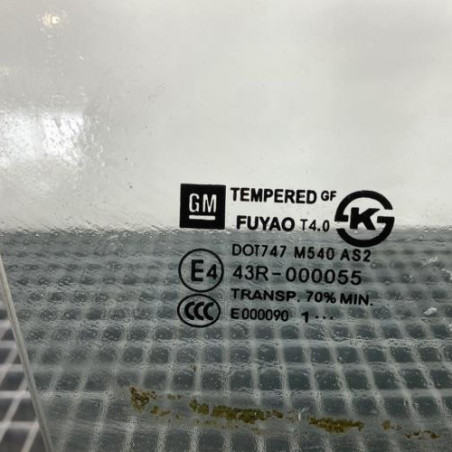 GM TEMPERED GF
FUYAO T4.0 K
DOT747 M540 AS2
E4 43R-000055
TRANSP. 70% MIN.
CCC E000090 1...